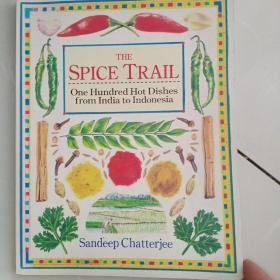 THE
SPICE TRAIL
One Hundred Hot Dishes
from India to Indonesia
Sandeep Chatterjee